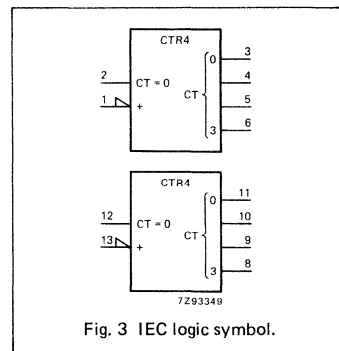 CTR4
0 3
2 CT = 0 4
CT
1 + 5
3 6
CTR4
0 11
12 CT = 0 10
CT
13 + 9
3 8
7Z93349
Fig. 3 IEC logic symbol.